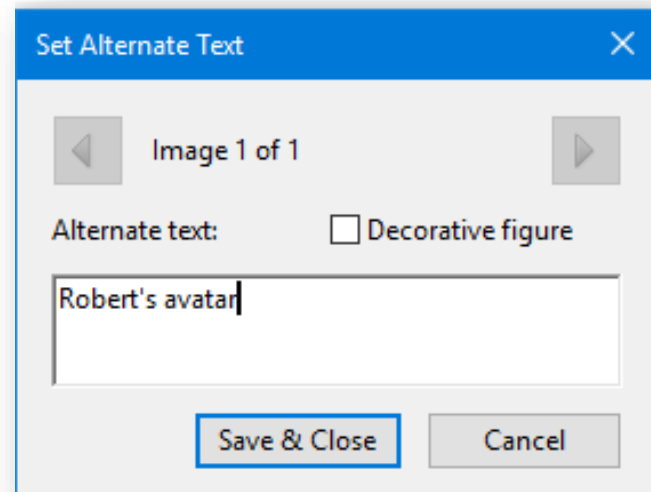 Set Alternate Text
Image 1 of 1
Alternate text: Decorative figure
Robert's avatar
Save & Close Cancel